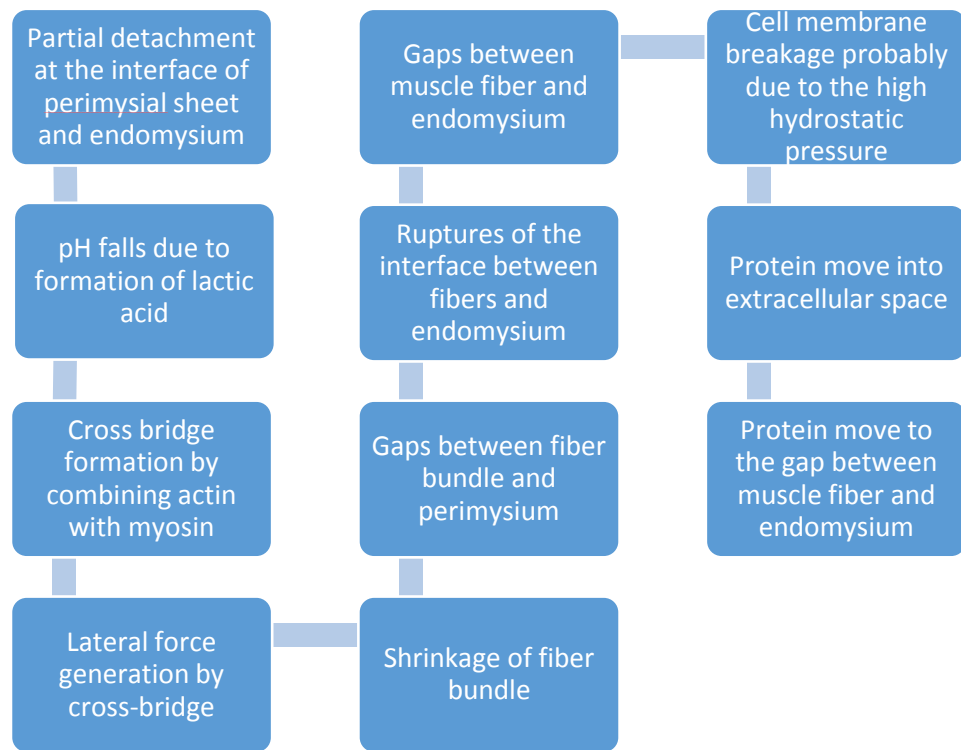 Partial detachment
at the interface of
perimysial sheet
and endomysium
pH falls due to
formation of lactic
acid
Cross bridge
formation by
combining actin
with myosin
Lateral force
generation by
cross-bridge
Shrinkage of fiber
bundle
Gaps between fiber
bundle and
perimysium
Ruptures of the
interface between
fibers and
endomysium
Gaps between
muscle fiber and
endomysium
Cell membrane
breakage probably
due to the high
hydrostatic
pressure
Protein move into
extracellular space
Protein move to
the gap between
muscle fiber and
endomysium